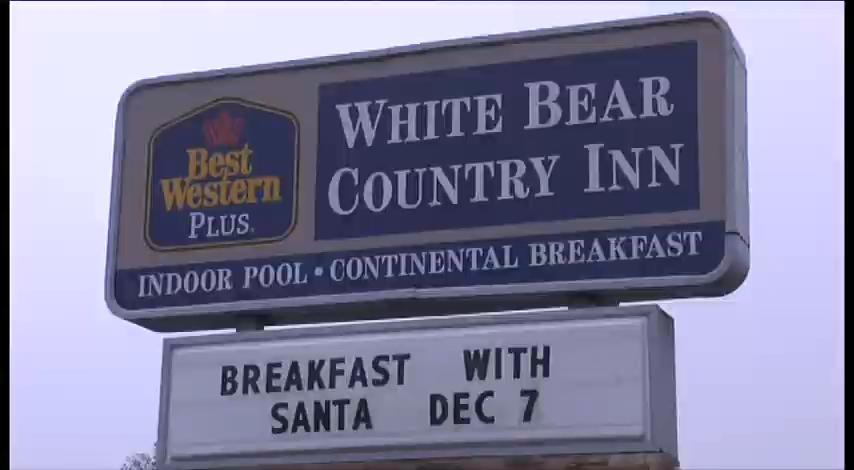 Best
Western
PLUS
WHITE BEAR
COUNTRY INN
INDOOR POOL • CONTINENTAL BREAKFAST
BREAKFAST WITH
SANTA DEC 7